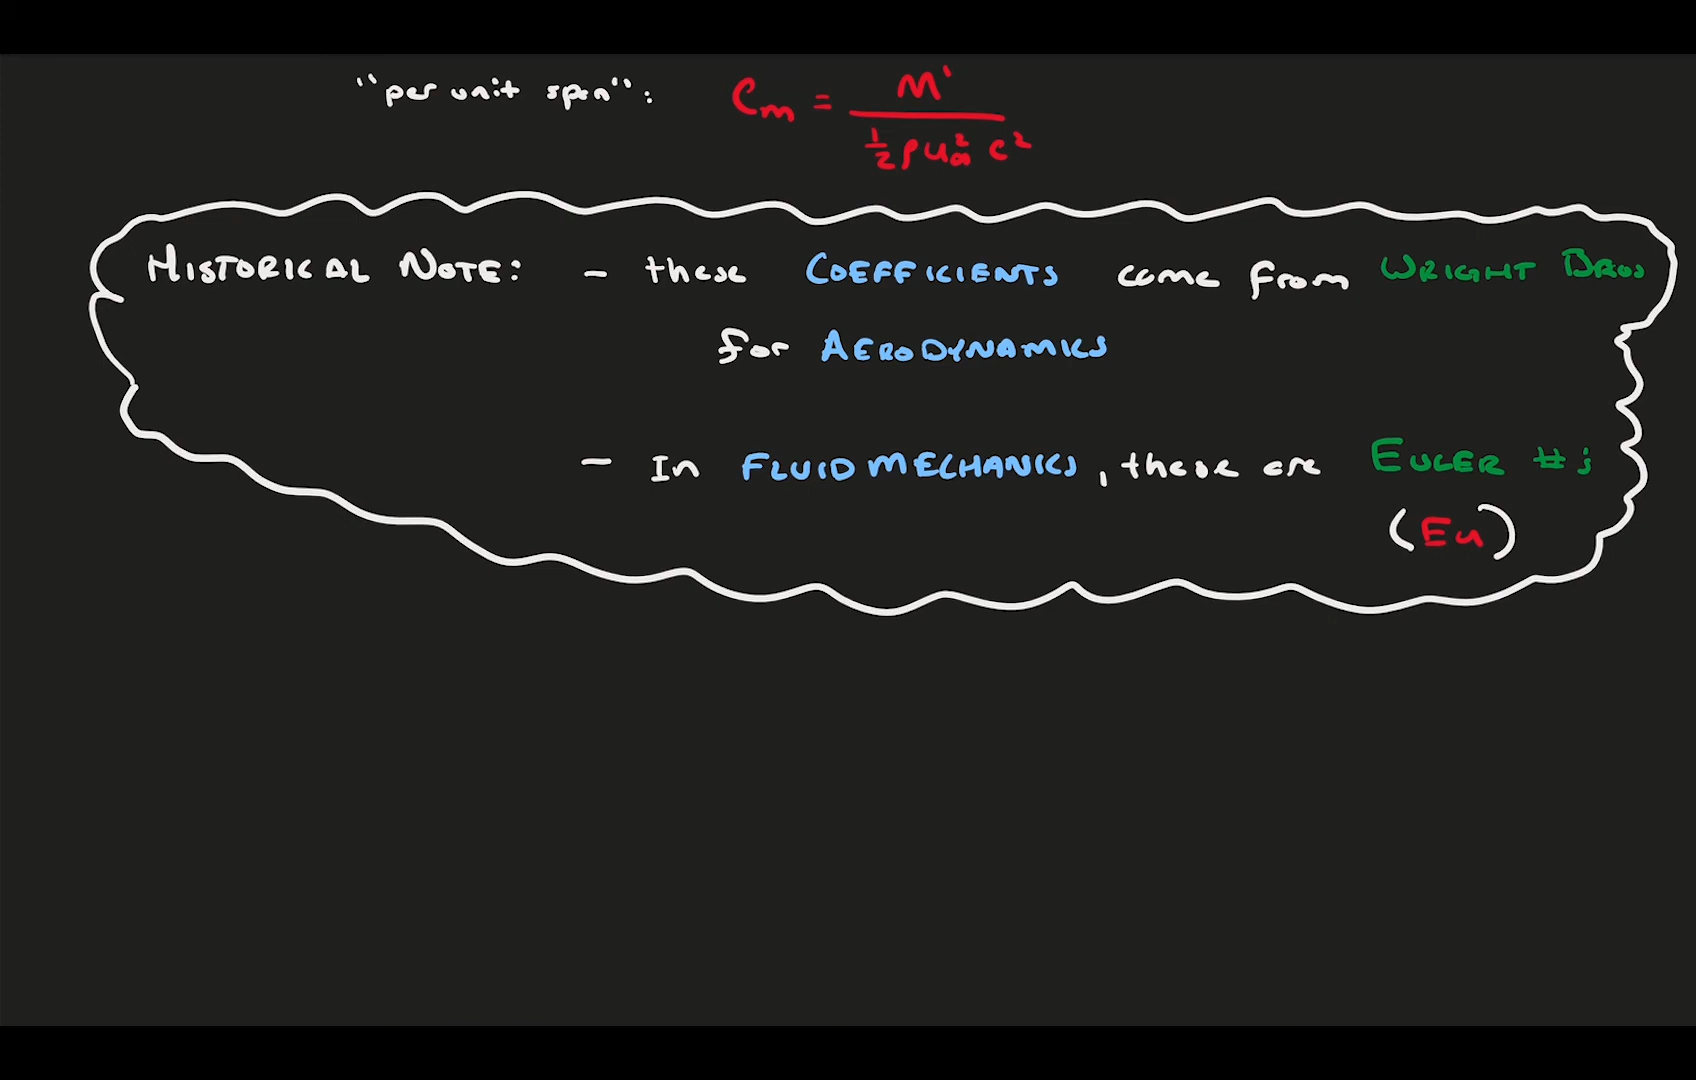 "per unit span": Cm = M' / ½ ρ u∞² c²
HISTORICAL NOTE: - these COEFFICIENTS come from WRIGHT BROS
for AERODYNAMICS
- In FLUID MECHANICS, these are EULER #s
(Eu)